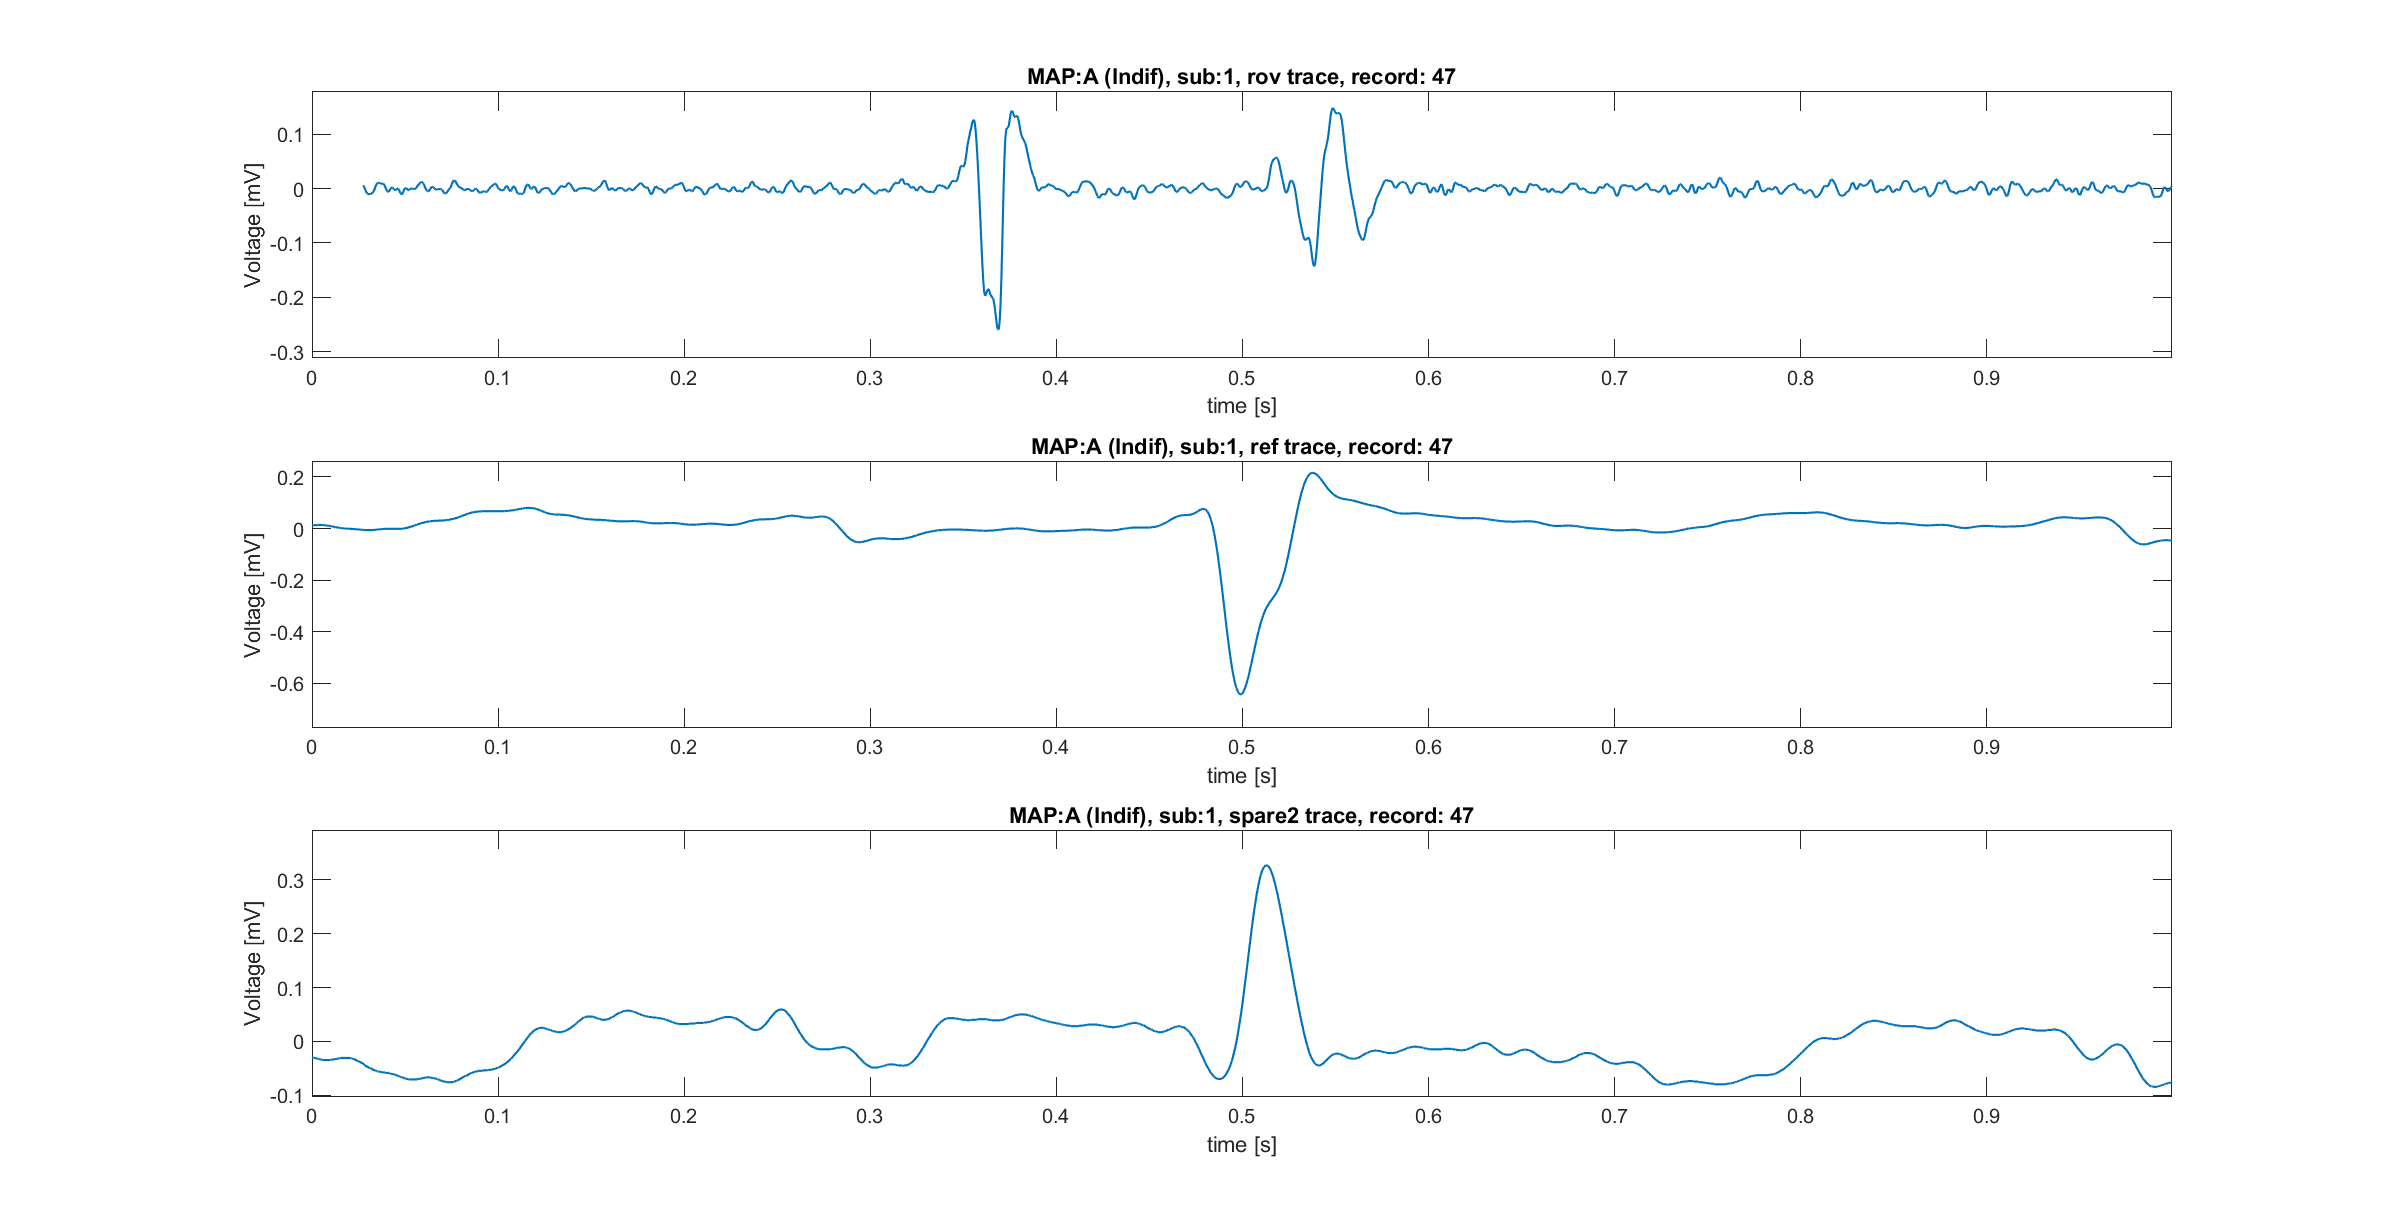 MAP:A (Indif), sub:1, rov trace, record: 47
Voltage [mV]
0.1
0
-0.1
-0.2
-0.3
0 0.1 0.2 0.3 0.4 0.5 0.6 0.7 0.8 0.9
time [s]
MAP:A (Indif), sub:1, ref trace, record: 47
Voltage [mV]
0.2
0
-0.2
-0.4
-0.6
0 0.1 0.2 0.3 0.4 0.5 0.6 0.7 0.8 0.9
time [s]
MAP:A (Indif), sub:1, spare2 trace, record: 47
Voltage [mV]
0.3
0.2
0.1
0
-0.1
0 0.1 0.2 0.3 0.4 0.5 0.6 0.7 0.8 0.9
time [s]